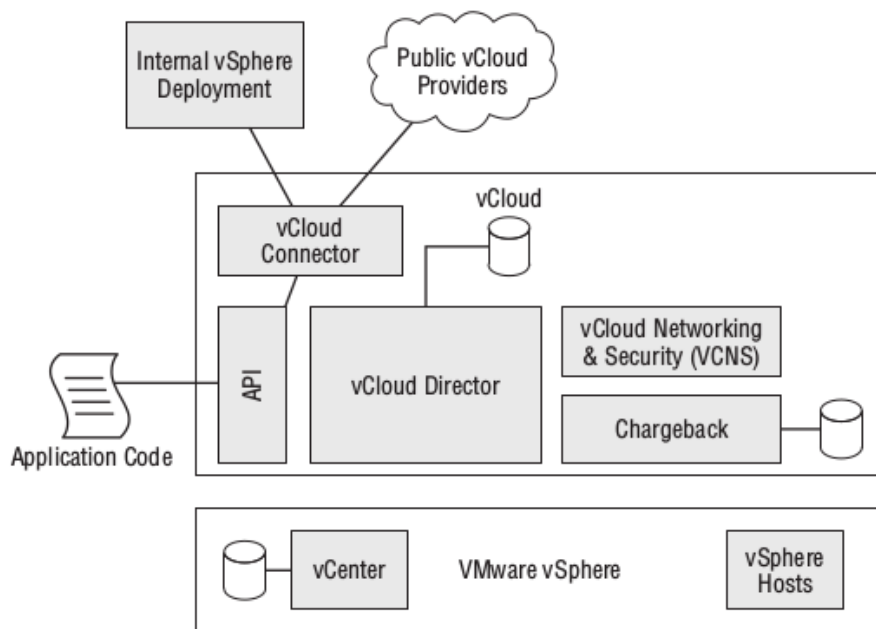 Internal vSphere
Deployment
Public vCloud
Providers
vCloud
vCloud
Connector
API
vCloud Director
vCloud Networking
& Security (VCNS)
Chargeback
Application Code
vCenter
VMware vSphere
vSphere
Hosts